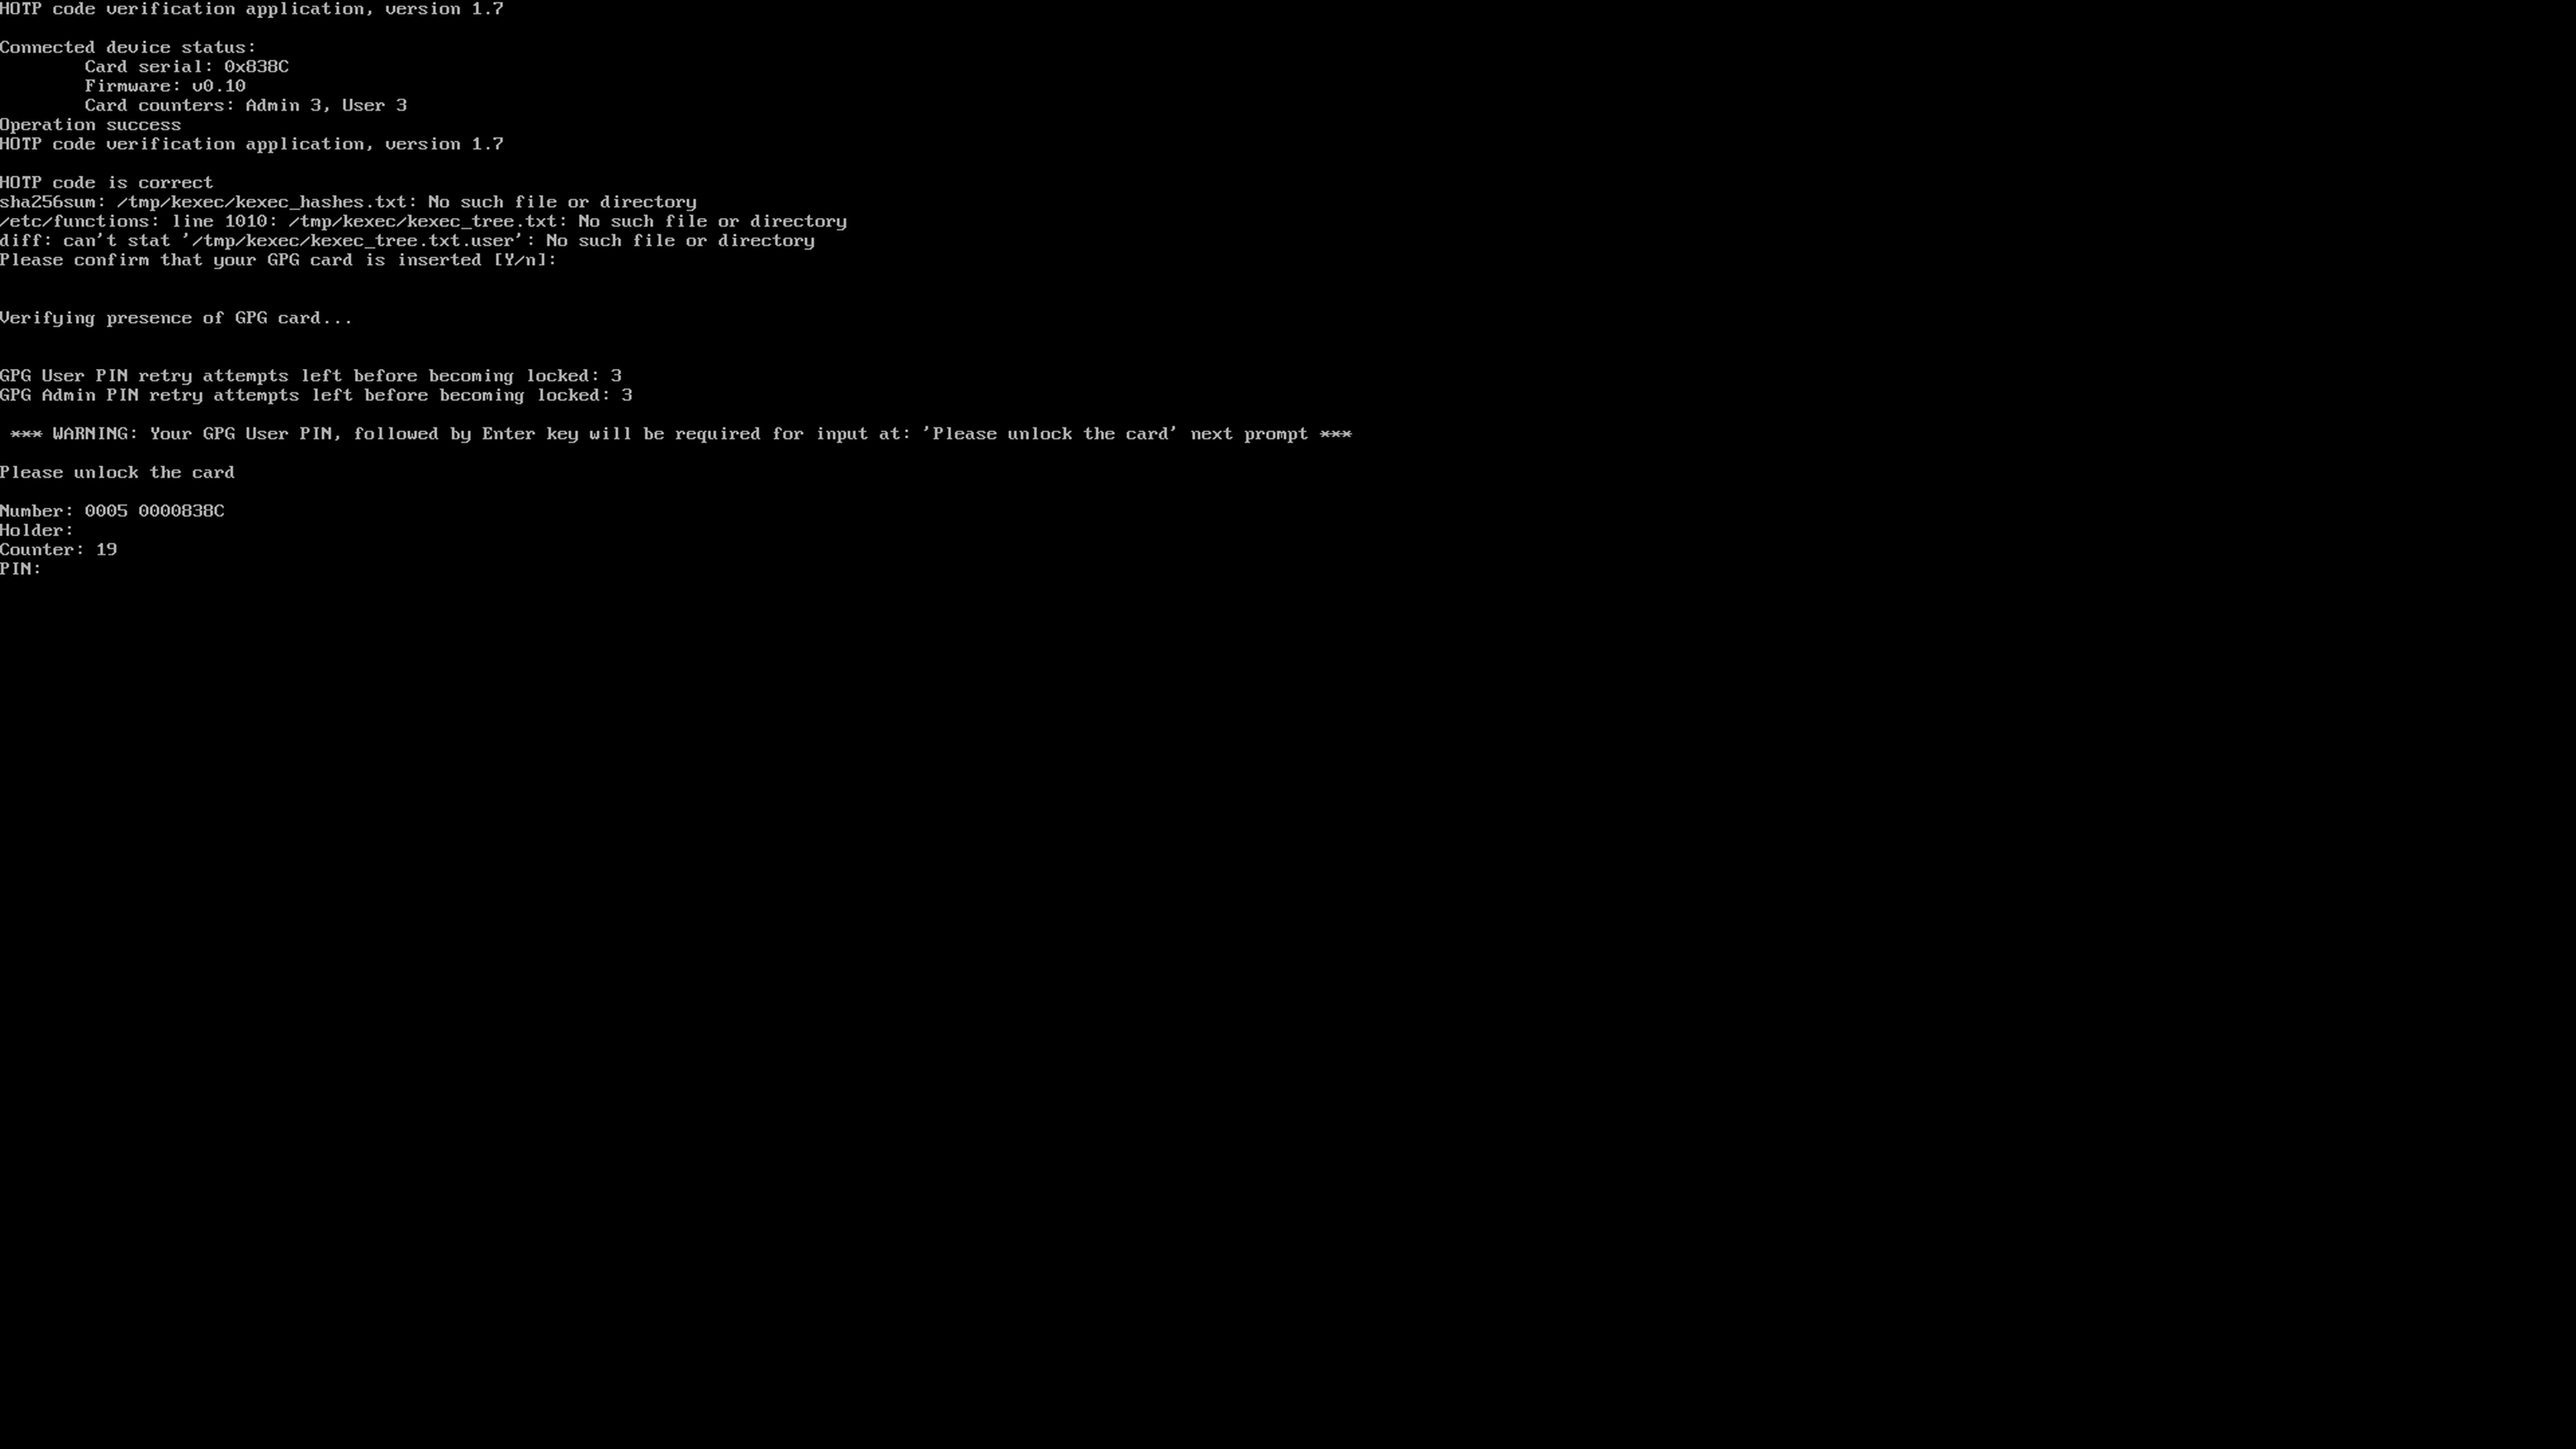 HOTP code verification application, version 1.7
Connected device status:
Card serial: 0x838C
Firmware: v0.10
Card counters: Admin 3, User 3
Operation success
HOTP code verification application, version 1.7
HOTP code is correct
sha256sum: /tmp/kexec/kexec_hashes.txt: No such file or directory
/etc/functions: line 1010: /tmp/kexec/kexec_tree.txt: No such file or directory
diff: can't stat '/tmp/kexec/kexec_tree.txt.user': No such file or directory
Please confirm that your GPG card is inserted [Y/n]:
Verifying presence of GPG card...
GPG User PIN retry attempts left before becoming locked: 3
GPG Admin PIN retry attempts left before becoming locked: 3
*** WARNING: Your GPG User PIN, followed by Enter key will be required for input at: 'Please unlock the card' next prompt ***
Please unlock the card
Number: 0005 0000838C
Holder:
Counter: 19
PIN: